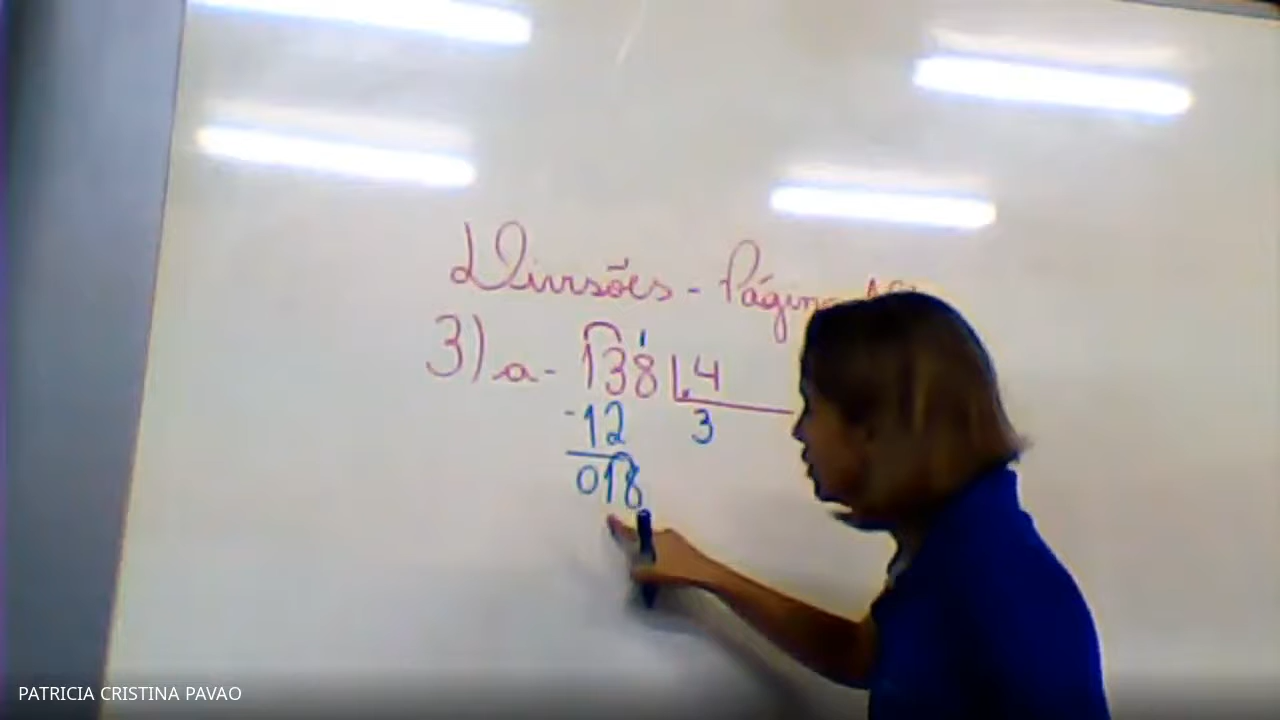 Divisões - Página
3) a - 138 4
-12 3
018
PATRICIA CRISTINA PAVAO